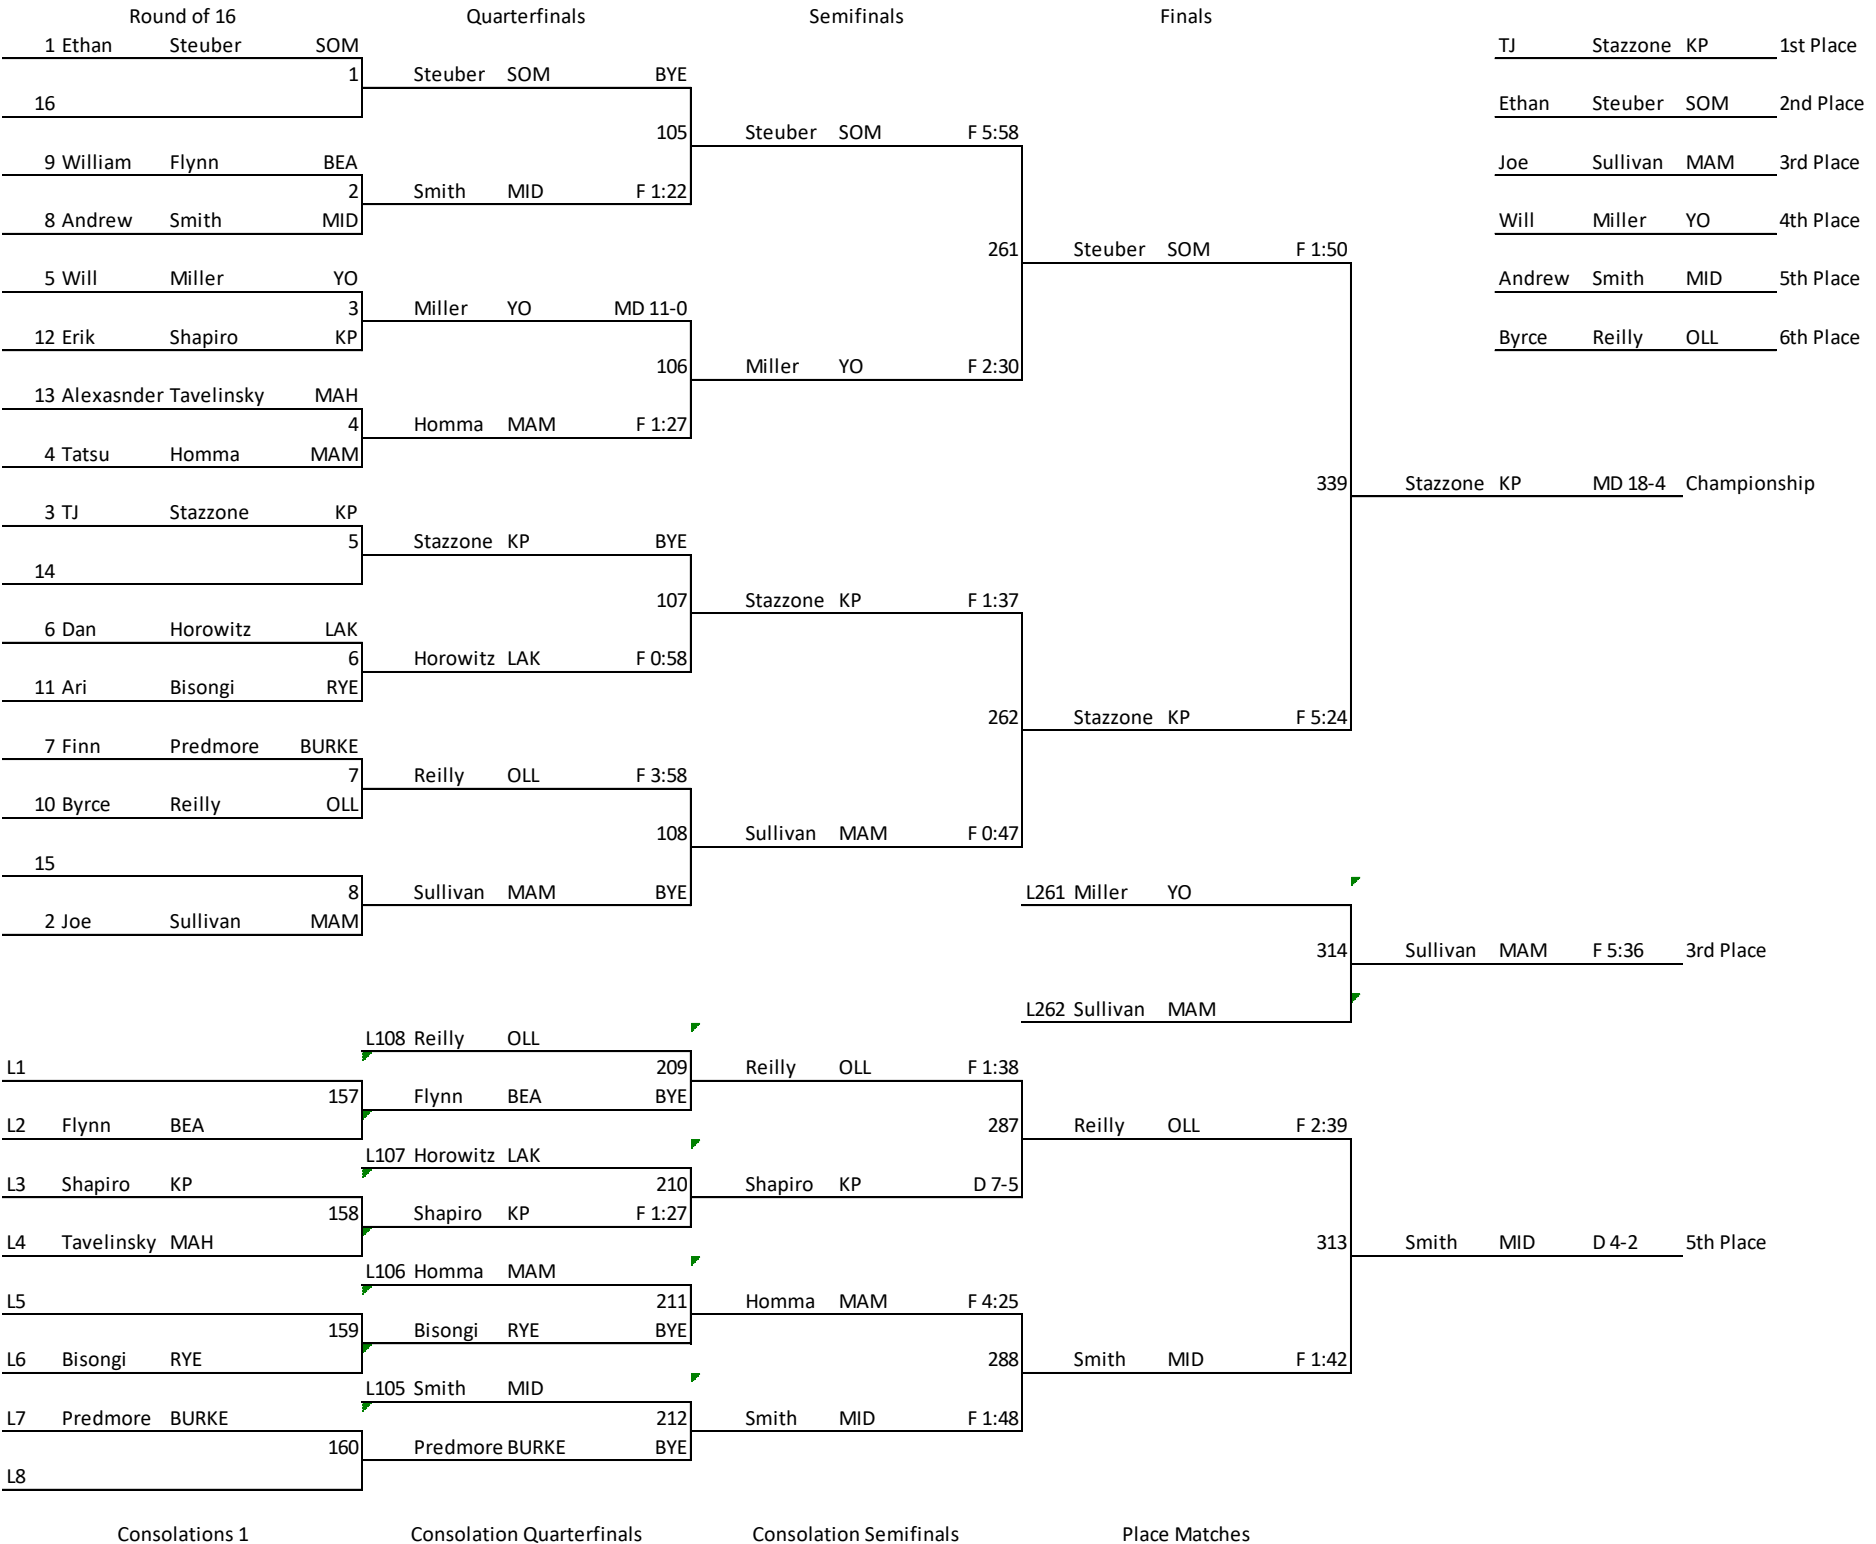 Round of 16 Quarterfinals Semifinals Finals
1 Ethan Steuber SOM TJ Stazzone KP 1st Place
1 Steuber SOM BYE
16 Ethan Steuber SOM 2nd Place
105 Steuber SOM F 5:58
9 William Flynn BEA Joe Sullivan MAM 3rd Place
2 Smith MID F 1:22
8 Andrew Smith MID Will Miller YO 4th Place
261 Steuber SOM F 1:50
5 Will Miller YO Andrew Smith MID 5th Place
3 Miller YO MD 11-0
12 Erik Shapiro KP Byrce Reilly OLL 6th Place
106 Miller YO F 2:30
13 Alexasnder Tavelinsky MAH
4 Homma MAM F 1:27
4 Tatsu Homma MAM
339 Stazzone KP MD 18-4 Championship
3 TJ Stazzone KP
5 Stazzone KP BYE
14
107 Stazzone KP F 1:37
6 Dan Horowitz LAK
6 Horowitz LAK F 0:58
11 Ari Bisongi RYE
262 Stazzone KP F 5:24
7 Finn Predmore BURKE
7 Reilly OLL F 3:58
10 Byrce Reilly OLL
108 Sullivan MAM F 0:47
15
8 Sullivan MAM BYE L261 Miller YO
2 Joe Sullivan MAM
314 Sullivan MAM F 5:36 3rd Place
L262 Sullivan MAM
L108 Reilly OLL
L1 209 Reilly OLL F 1:38
157 Flynn BEA BYE
L2 Flynn BEA 287 Reilly OLL F 2:39
L107 Horowitz LAK
L3 Shapiro KP 210 Shapiro KP D 7-5
158 Shapiro KP F 1:27
L4 Tavelinsky MAH 313 Smith MID D 4-2 5th Place
L106 Homma MAM
L5 211 Homma MAM F 4:25
159 Bisongi RYE BYE
L6 Bisongi RYE 288 Smith MID F 1:42
L105 Smith MID
L7 Predmore BURKE 212 Smith MID F 1:48
160 Predmore BURKE BYE
L8
Consolations 1 Consolation Quarterfinals Consolation Semifinals Place Matches